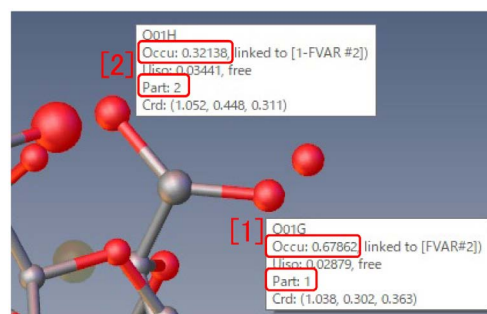 O01H
Occu: 0.32138, linked to [1-FVAR #2])
[2]
Uiso: 0.03441, free
Part: 2
Crd: (1.052, 0.448, 0.311)
[1]
O01G
Occu: 0.67862, linked to [FVAR#2])
Uiso: 0.02879, free
Part: 1
Crd: (1.038, 0.302, 0.363)